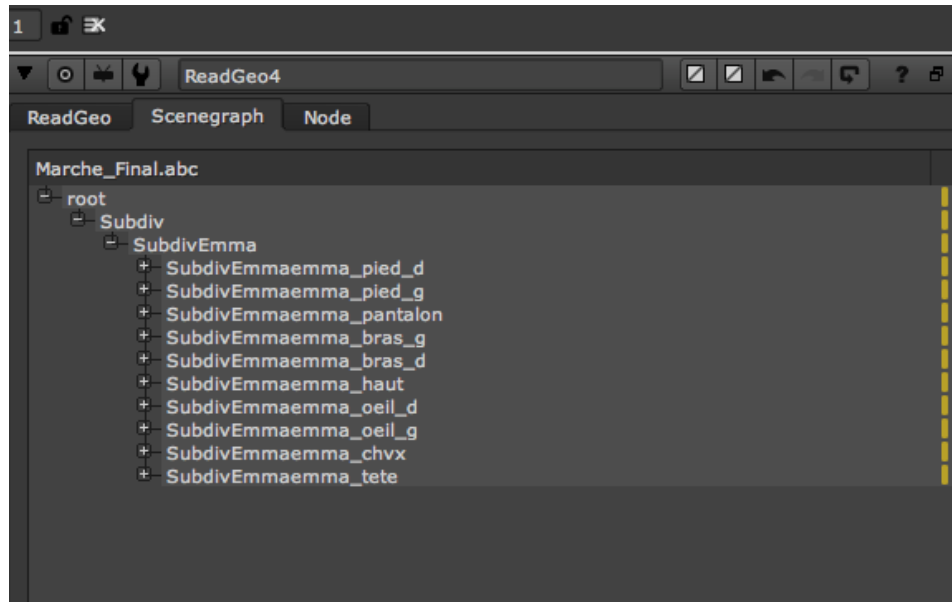 1
ReadGeo4 ?
ReadGeo Scenegraph Node
Marche_Final.abc
root
Subdiv
SubdivEmma
SubdivEmmaemma_pied_d
SubdivEmmaemma_pied_g
SubdivEmmaemma_pantalon
SubdivEmmaemma_bras_g
SubdivEmmaemma_bras_d
SubdivEmmaemma_haut
SubdivEmmaemma_oeil_d
SubdivEmmaemma_oeil_g
SubdivEmmaemma_chvx
SubdivEmmaemma_tete